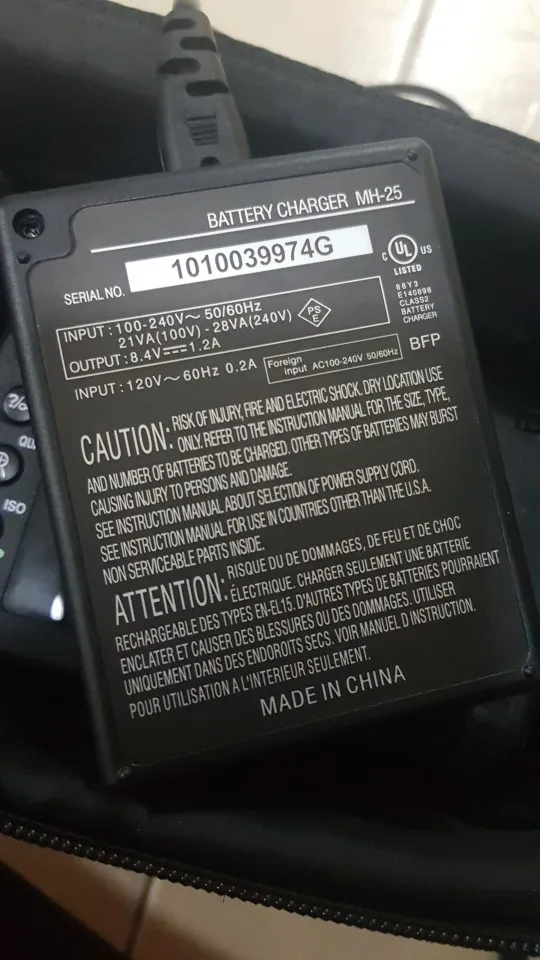 BATTERY CHARGER MH-25
SERIAL NO. 1010039974G
C UL US
LISTED
88Y3
E140898
CLASS2
BATTERY
CHARGER
INPUT : 100-240V～ 50/60Hz
21VA(100V) - 28VA(240V)
OUTPUT : 8.4V⎓1.2A
PS
E
INPUT : 120V～60Hz 0.2A
Foreign
input AC100-240V 50/60Hz
BFP
CAUTION: RISK OF INJURY, FIRE AND ELECTRIC SHOCK. DRY LOCATION USE
ONLY. REFER TO THE INSTRUCTION MANUAL FOR THE SIZE, TYPE,
AND NUMBER OF BATTERIES TO BE CHARGED. OTHER TYPES OF BATTERIES MAY BURST
CAUSING INJURY TO PERSONS AND DAMAGE.
SEE INSTRUCTION MANUAL ABOUT SELECTION OF POWER SUPPLY CORD.
SEE INSTRUCTION MANUAL FOR USE IN COUNTRIES OTHER THAN THE U.S.A.
NON SERVICEABLE PARTS INSIDE.
ATTENTION: RISQUE DU DE DOMMAGES, DE FEU ET DE CHOC
ÉLECTRIQUE. CHARGER SEULEMENT UNE BATTERIE
RECHARGEABLE DES TYPES EN-EL15. D'AUTRES TYPES DE BATTERIES POURRAIENT
ENCLATER ET CAUSER DES BLESSURES OU DES DOMMAGES. UTILISER
UNIQUEMENT DANS DES ENDOROITS SECS. VOIR MANUEL D INSTRUCTION.
POUR UTILISATION A L'INTERIEUR SEULEMENT.
MADE IN CHINA
ISO